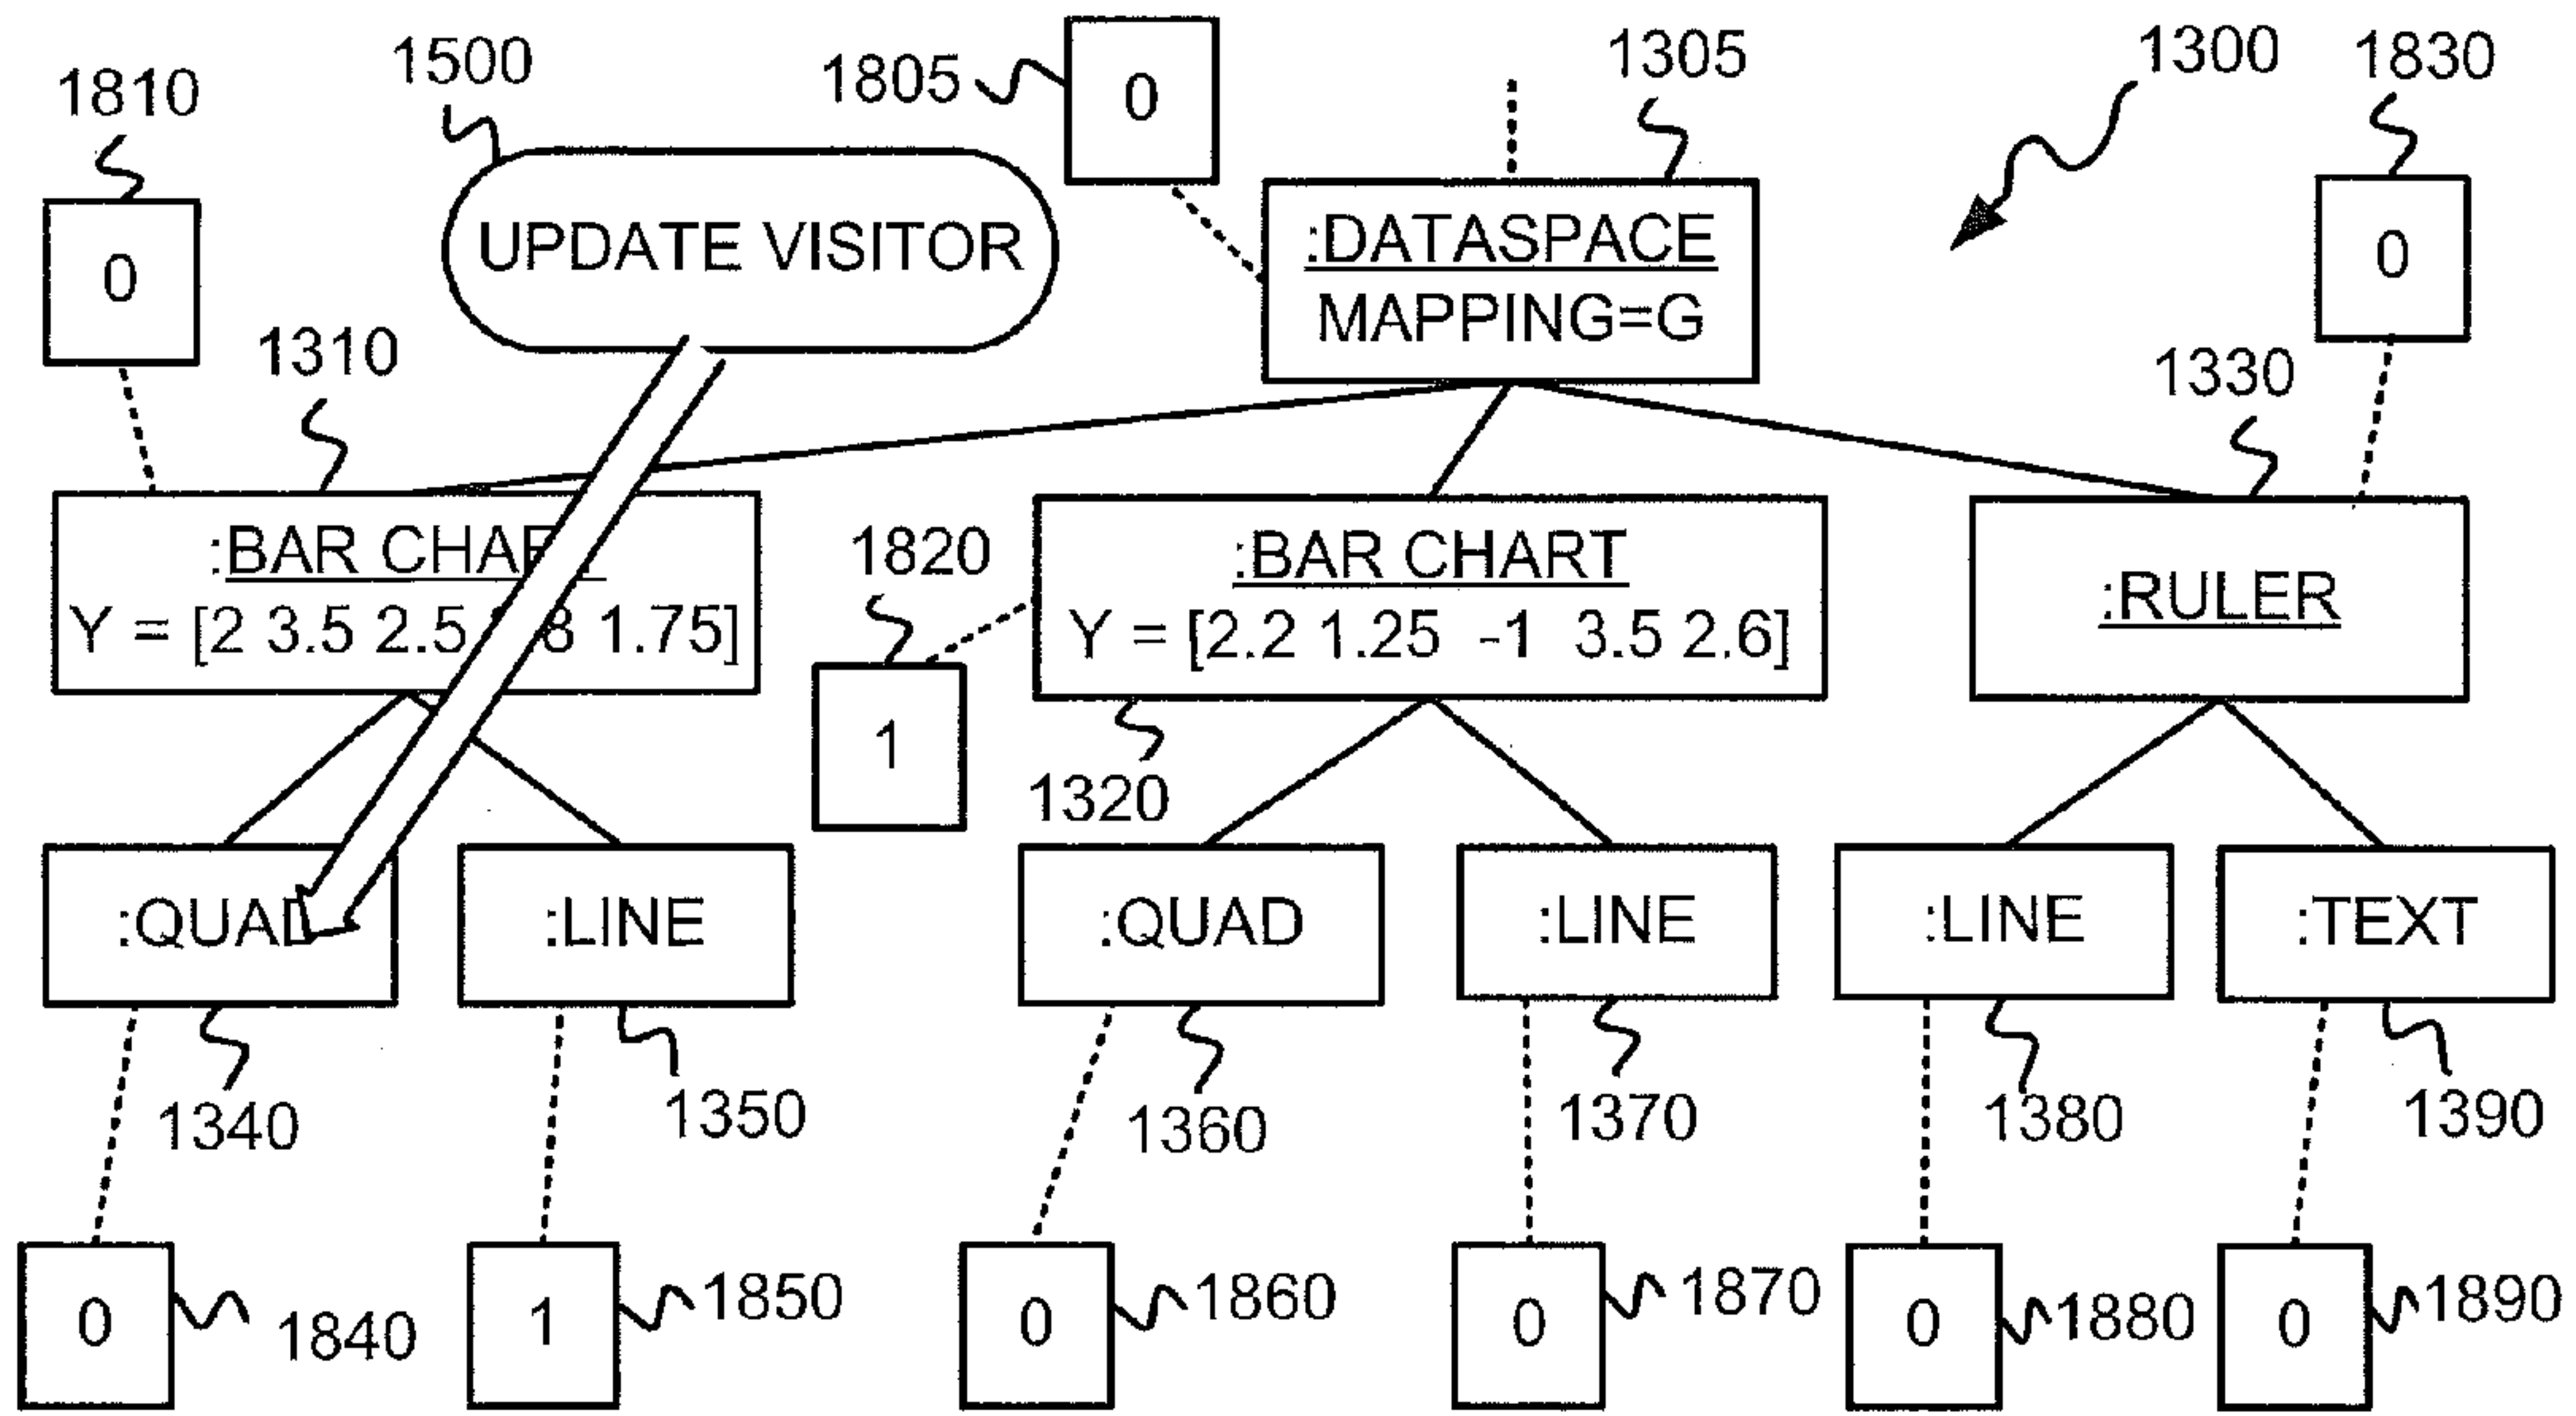 1500
1805
0
1305
1300
1830
1810
0
UPDATE VISITOR
:DATASPACE
MAPPING=G
0
1310
1330
:BAR
Y = [2 3.5 2.5 1.75]
1820
1
:BAR CHART
Y = [2.2 1.25 -1 3.5 2.6]
1320
:RULER
:QUAD
:LINE
:QUAD
:LINE
:LINE
:TEXT
1340
1350
1360
1370
1380
1390
0
1840
1
1850
0
1860
0
1870
0
1880
0
1890